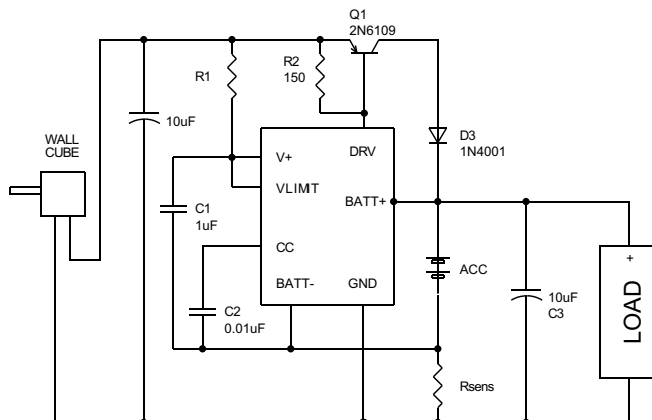 Q1
2N6109
R1
R2
150
10uF
WALL
CUBE
D3
1N4001
DRV
V+
VLIMIT
BATT+
C1
1uF
CC
BATT-
GND
ACC
C2
0.01uF
10uF
C3
+
LOAD
Rsens